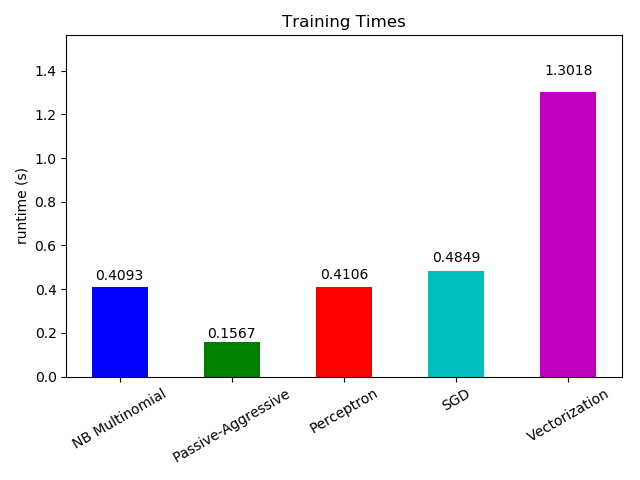 Training Times
runtime (s)
1.4
1.2
1.0
0.8
0.6
0.4
0.2
0.0
0.4093
0.1567
0.4106
0.4849
1.3018
NB Multinomial
Passive-Aggressive
Perceptron
SGD
Vectorization